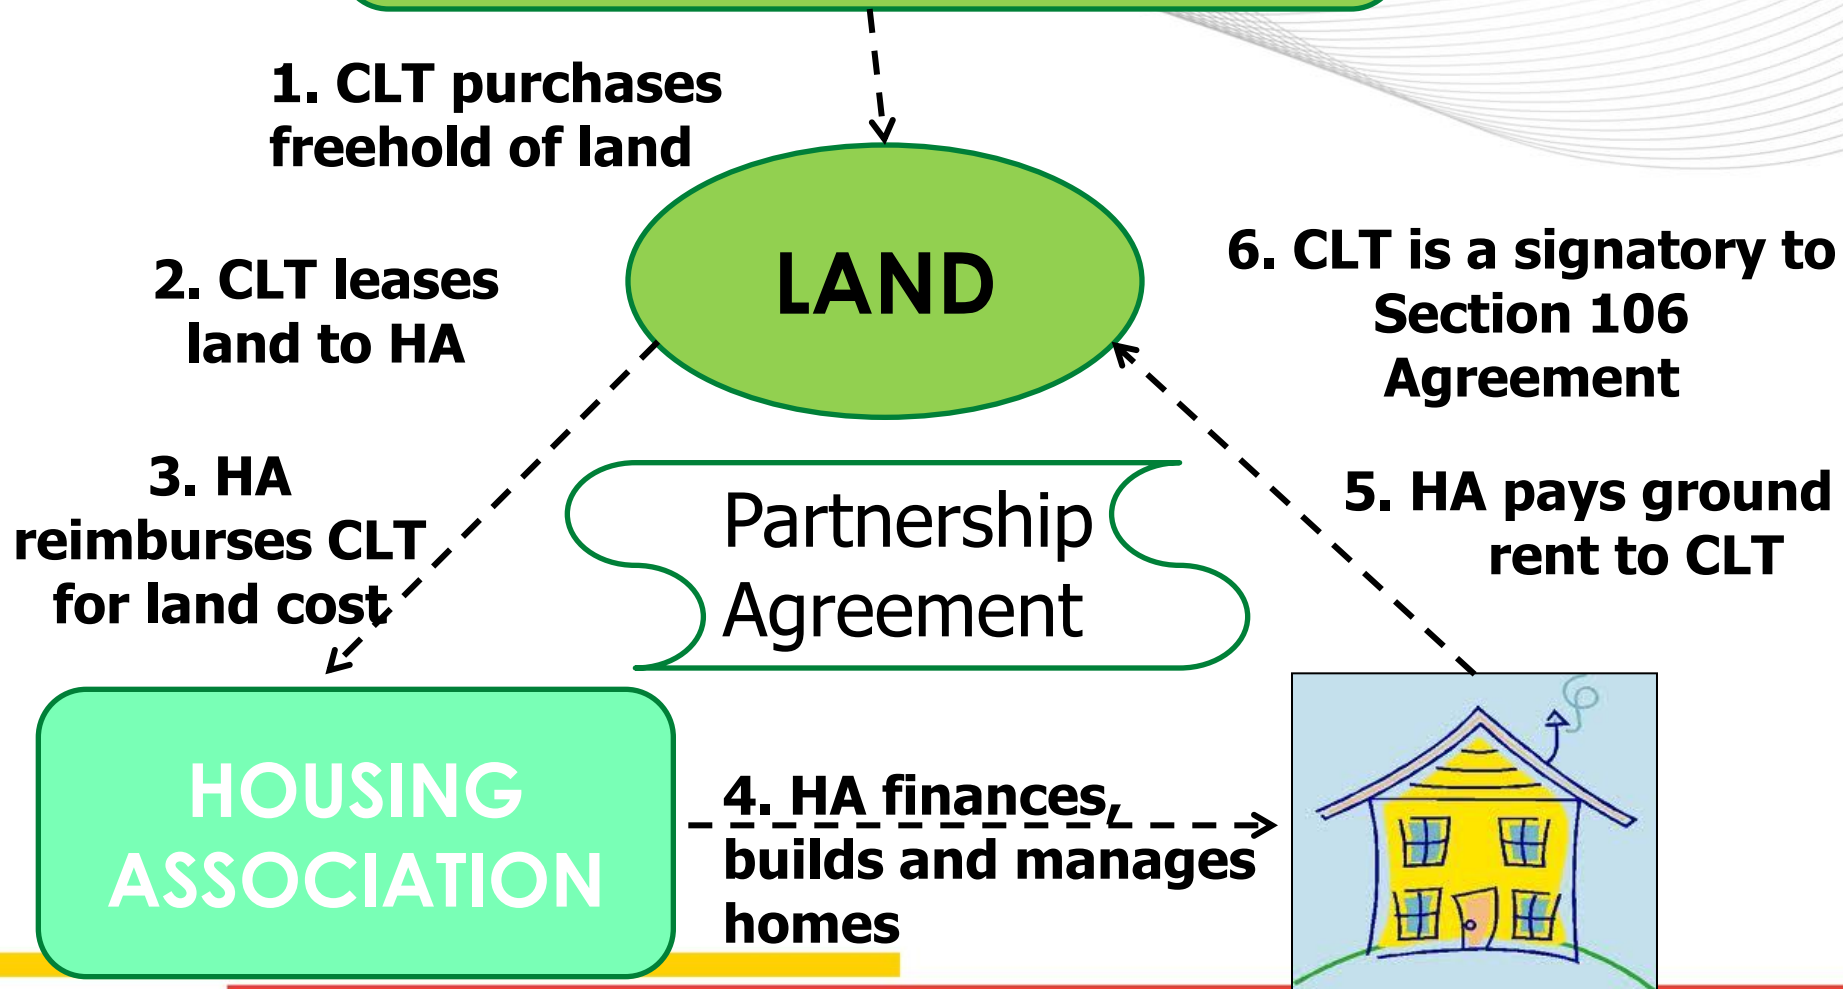 1. CLT purchases
freehold of land
LAND
2. CLT leases
land to HA
6. CLT is a signatory to
Section 106
Agreement
3. HA
reimburses CLT
for land cost
Partnership
Agreement
5. HA pays ground
rent to CLT
HOUSING
ASSOCIATION
4. HA finances,
builds and manages
homes